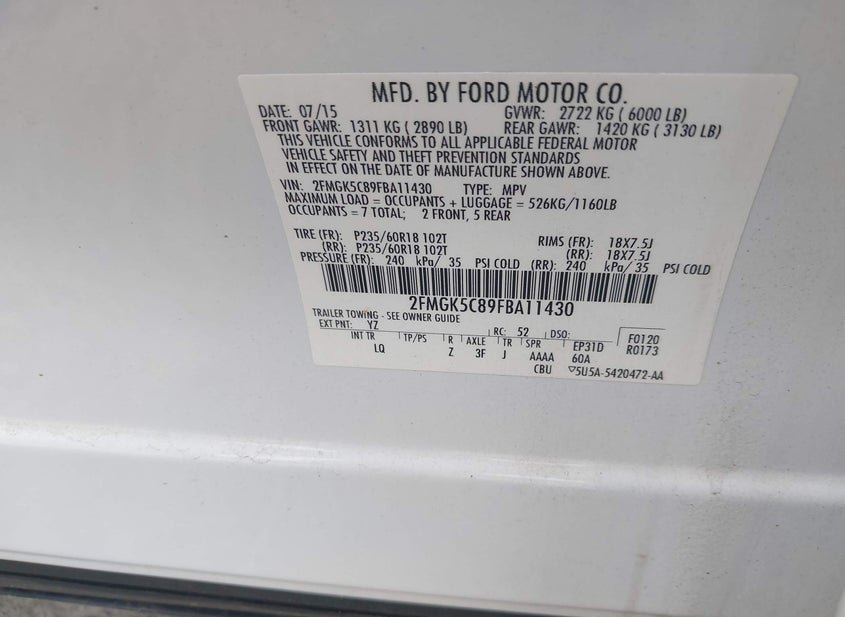 MFD. BY FORD MOTOR CO.
DATE: 07/15 GVWR: 2722 KG ( 6000 LB)
FRONT GAWR: 1311 KG ( 2890 LB) REAR GAWR: 1420 KG ( 3130 LB)
THIS VEHICLE CONFORMS TO ALL APPLICABLE FEDERAL MOTOR
VEHICLE SAFETY AND THEFT PREVENTION STANDARDS
IN EFFECT ON THE DATE OF MANUFACTURE SHOWN ABOVE.
VIN: 2FMGK5C89FBA11430 TYPE: MPV
MAXIMUM LOAD = OCCUPANTS + LUGGAGE = 526KG/1160LB
OCCUPANTS = 7 TOTAL; 2 FRONT, 5 REAR
TIRE (FR): P235/60R18 102T RIMS (FR): 18X7.5J
(RR): P235/60R18 102T (RR): 18X7.5J
PRESSURE (FR): 240 kPa/ 35 PSI COLD (RR): 240 kPa/ 35 PSI COLD
2FMGK5C89FBA11430
TRAILER TOWING - SEE OWNER GUIDE
EXT PNT: YZ RC: 52 DSO: F0120
INT TR TP/PS R AXLE TR SPR EP31D R0173
LQ Z 3F J AAAA 60A
CBU ▽5U5A-5420472-AA